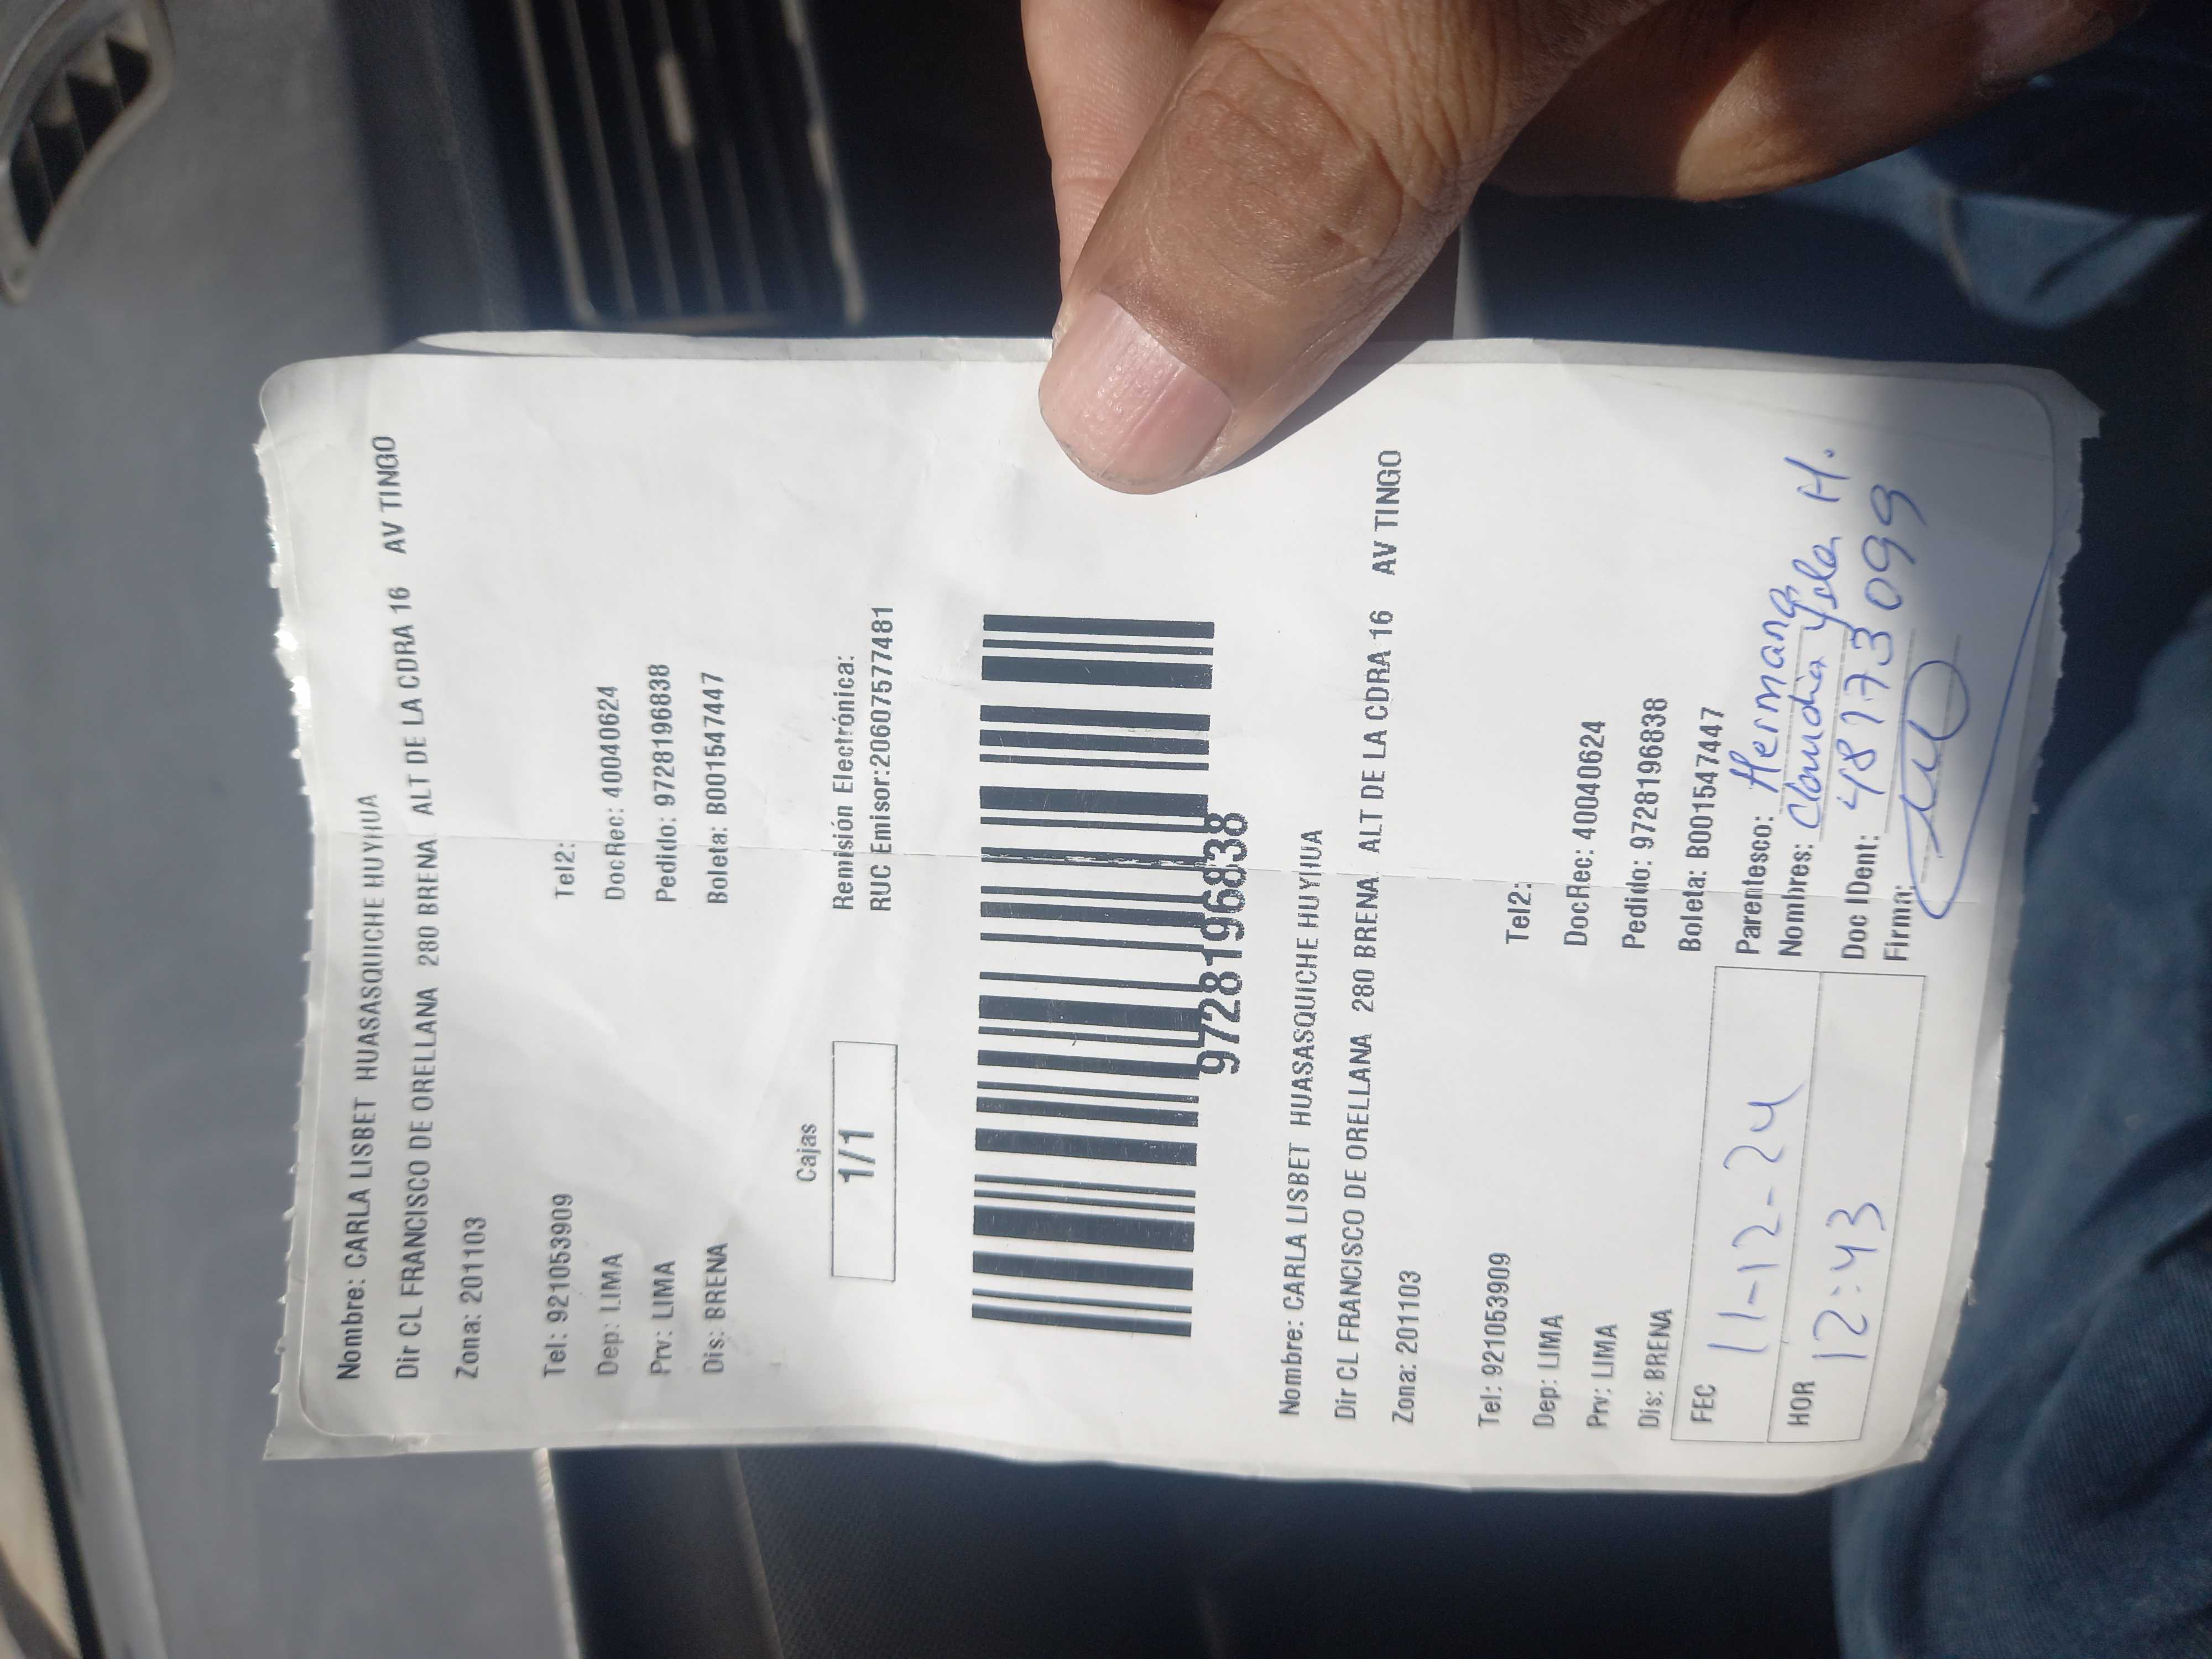 Nombre: CARLA LISBET HUASASQUICHE HUYHUA
Dir CL FRANCISCO DE ORELLANA 280 BRENA ALT DE LA CDRA 16 AV TINGO
Zona: 201103
Tel: 921053909 Tel2:
Dep: LIMA DocRec: 40040624
Prv: LIMA Pedido: 9728196838
Dis: BRENA Boleta: B001547447
Cajas Remisión Electrónica:
1/1 RUC Emisor:20607577481
9728196838
Nombre: CARLA LISBET HUASASQUICHE HUYHUA
Dir CL FRANCISCO DE ORELLANA 280 BRENA ALT DE LA CDRA 16 AV TINGO
Zona: 201103
Tel: 921053909 Tel2:
Dep: LIMA DocRec: 40040624
Prv: LIMA Pedido: 9728196838
Dis: BRENA Boleta: B001547447
FEC 11-12-24 Parentesco: Hermana
Nombres: Claudia H.
HOR 12:43 Doc IDent: 48173099
Firma: